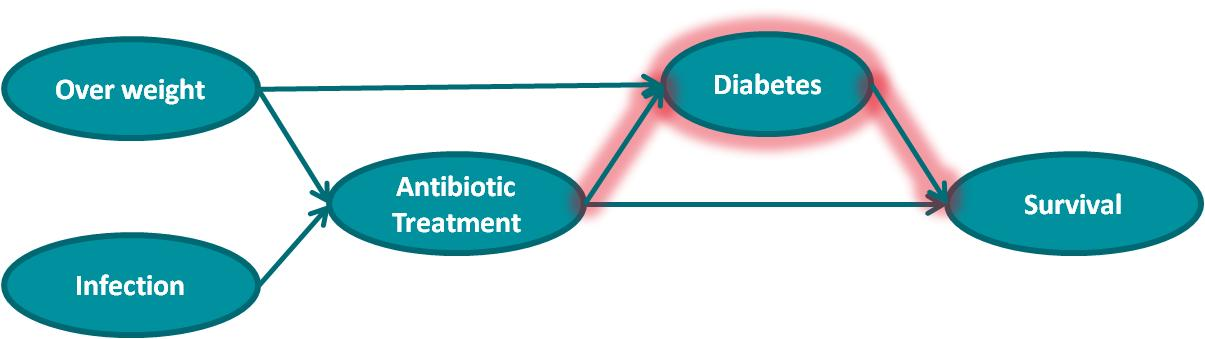 Over weight
Diabetes
Antibiotic
Treatment
Survival
Infection